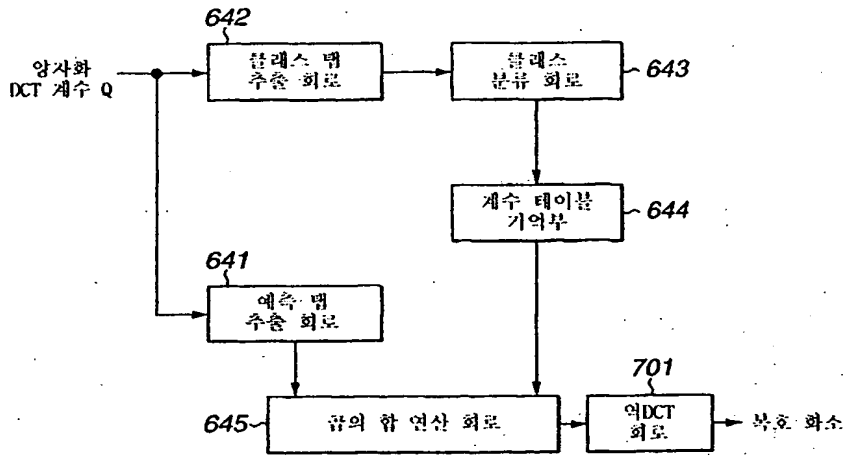 642
클래스 탭
추출 회로
클래스
분류 회로
643
양자화
DCT 계수 Q
계수 테이블
기억부
644
641
예측 탭
추출 회로
645
곱의 합 연산 회로
701
역DCT
회로
복호 화소